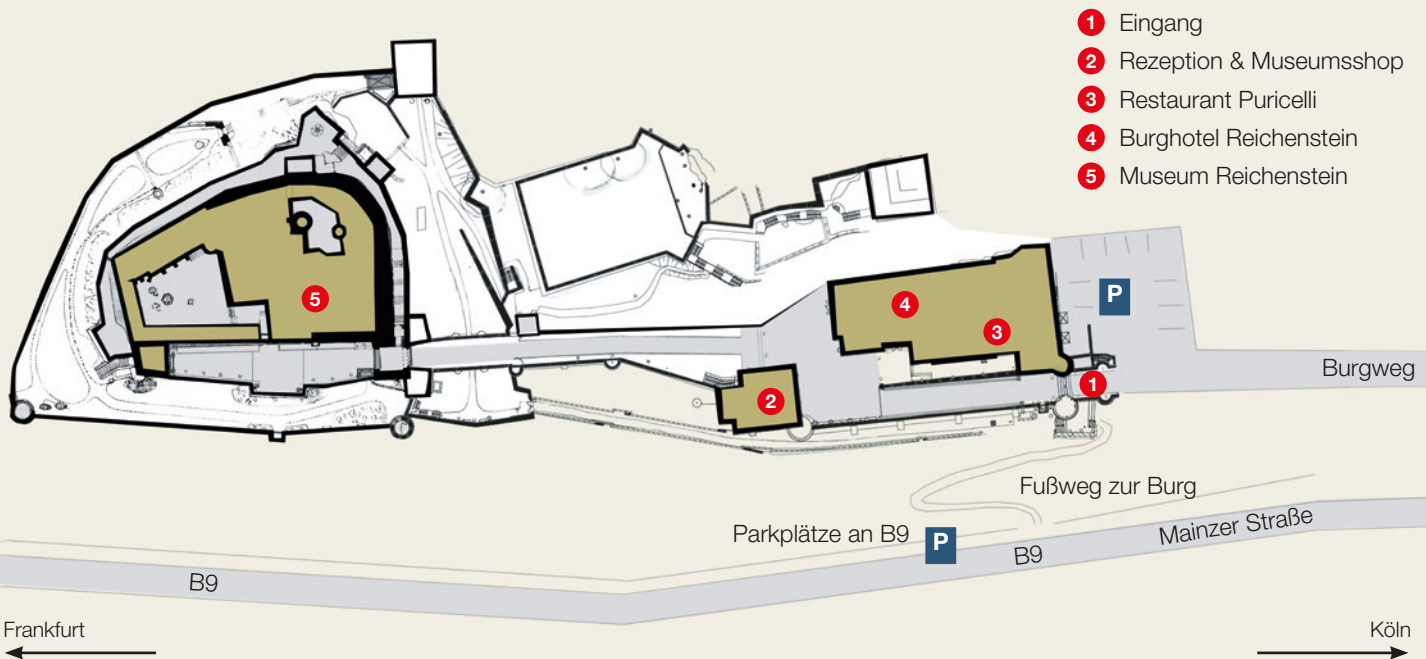 1 Eingang
2 Rezeption & Museumsshop
3 Restaurant Puricelli
4 Burghotel Reichenstein
5 Museum Reichenstein
5
4
3
P
2
1
Burgweg
Fußweg zur Burg
Parkplätze an B9
P
B9
Mainzer Straße
B9
Frankfurt
Köln